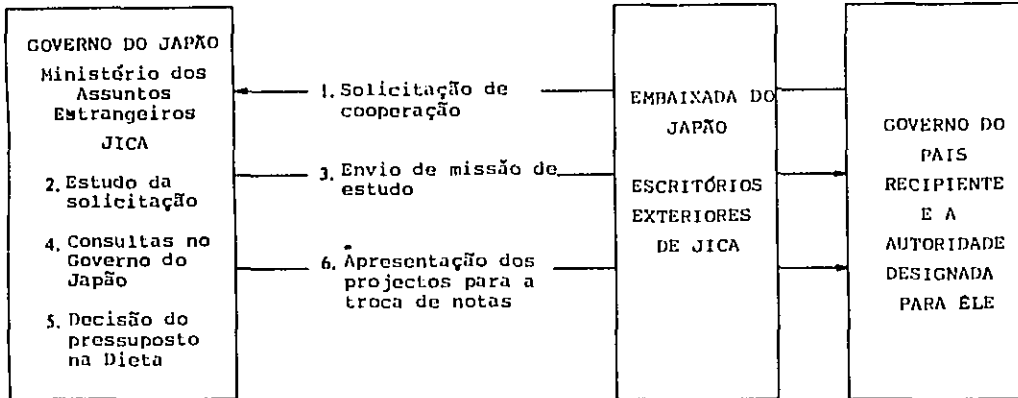 GOVERNO DO JAPÃO
Ministério dos
Assuntos
Estrangeiros
JICA
2. Estudo da
solicitação
4. Consultas no
Governo do
Japão
5. Decisão do
pressuposto
na Dieta
1. Solicitação de
cooperação
3. Envio de missão de
estudo
6. Apresentação dos
projectos para a
troca de notas
EMBAIXADA DO
JAPÃO
ESCRITÓRIOS
EXTERIORES
DE JICA
GOVERNO DO
PAIS
RECIPIENTE
E A
AUTORIDADE
DESIGNADA
PARA ÊLE